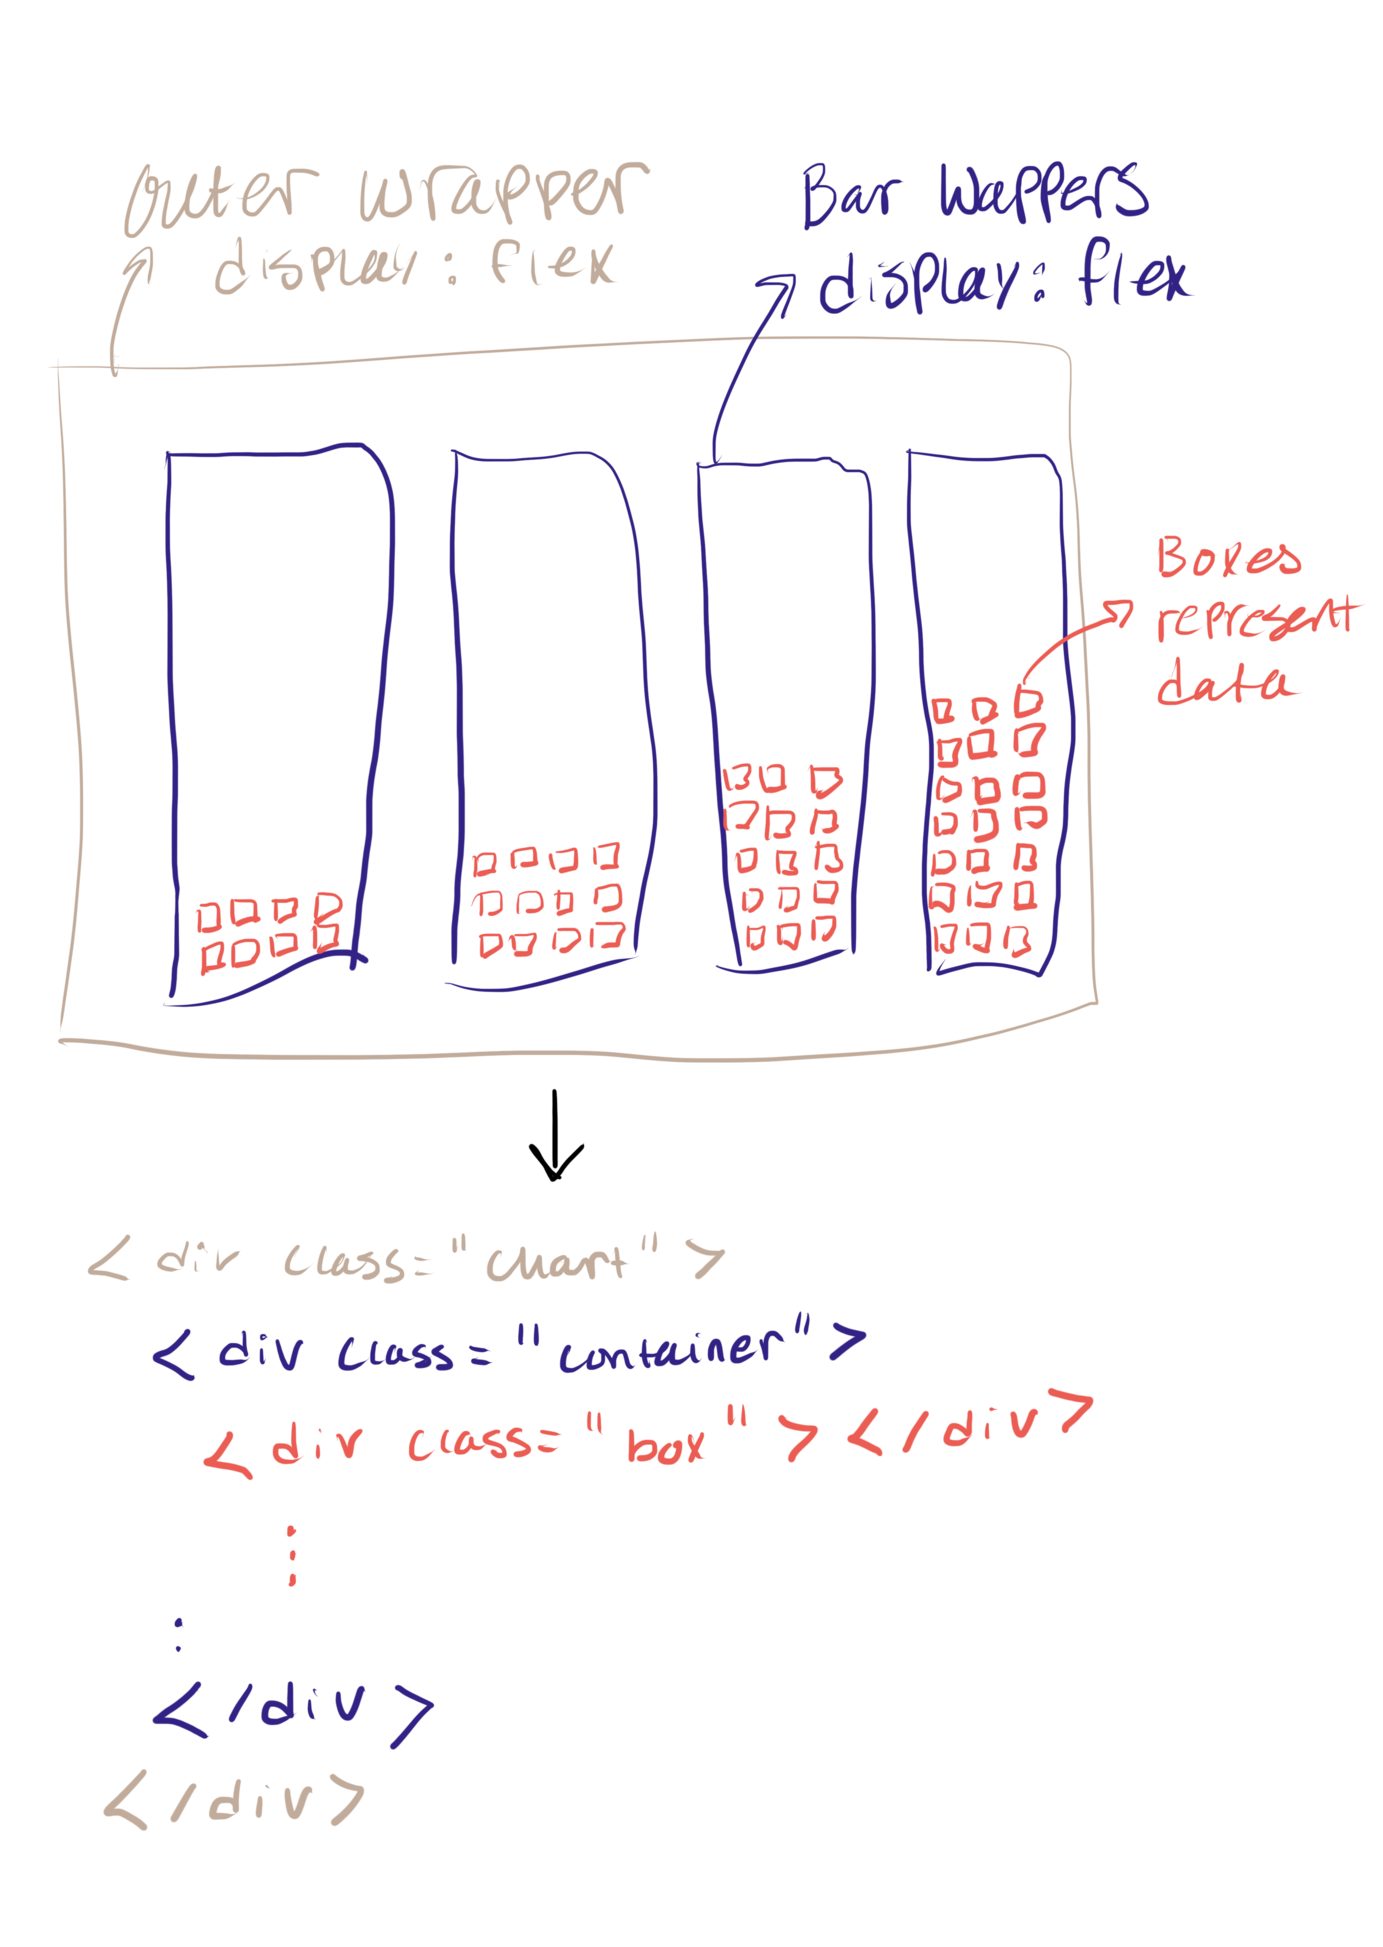 Outer wrapper
display: flex
Bar Wappers
display: flex
Boxes
represent
data
<div class="chart">
<div class="container">
<div class="box"></div>
⋮
:
</div>
</div>